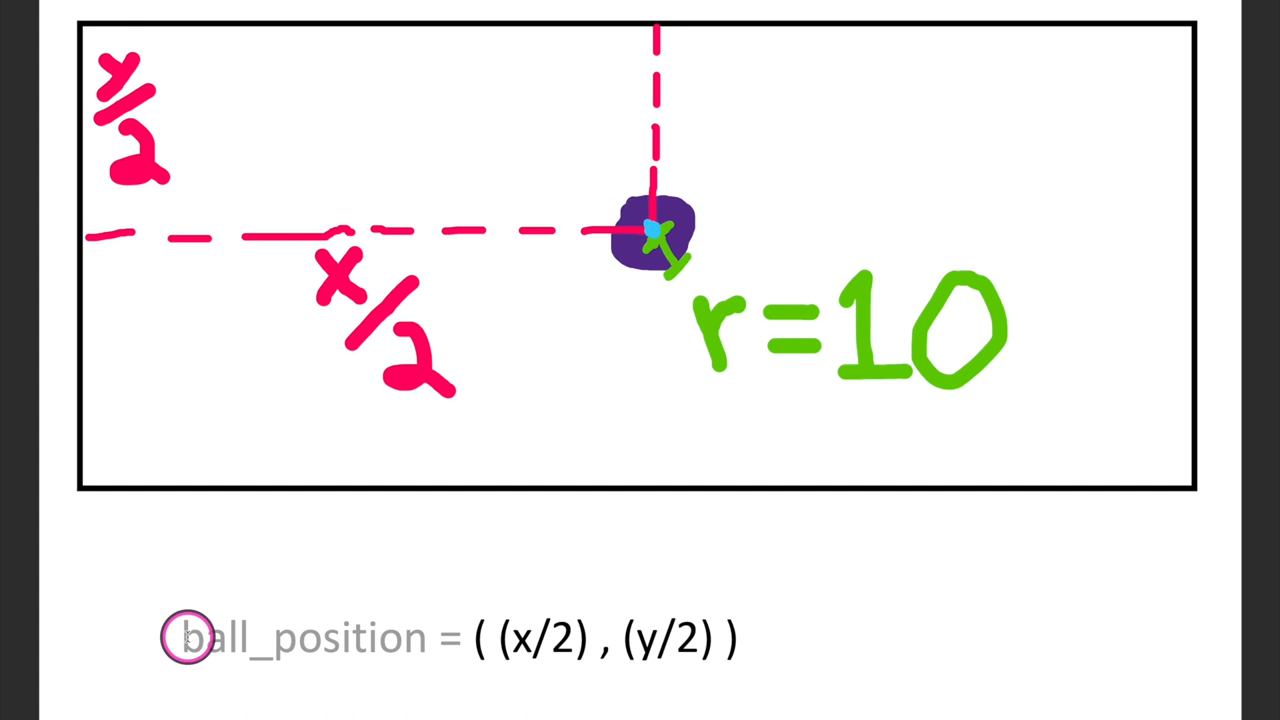 y/2
x/2
r=10
ball_position = ( (x/2) , (y/2) )